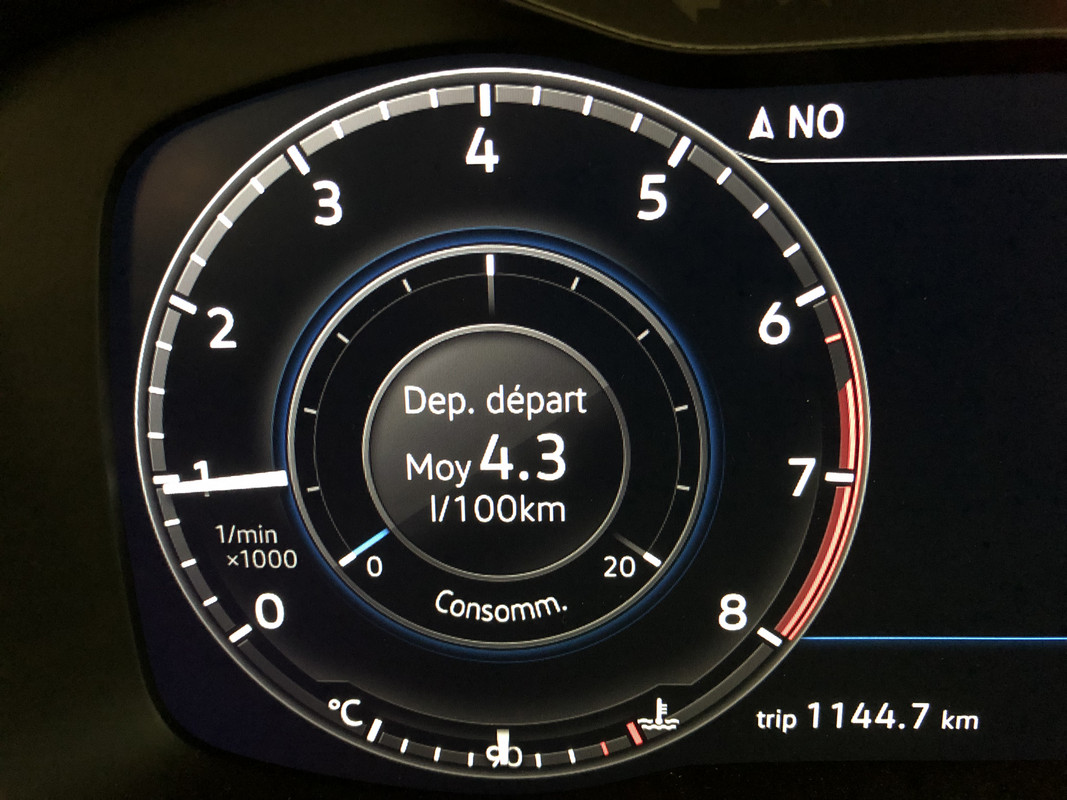 NO
4
3
5
2
6
Dep. départ
Moy 4.3
l/100km
1
7
1/min
×1000
0
20
Consomm.
0
8
°C
90
trip 1144.7 km